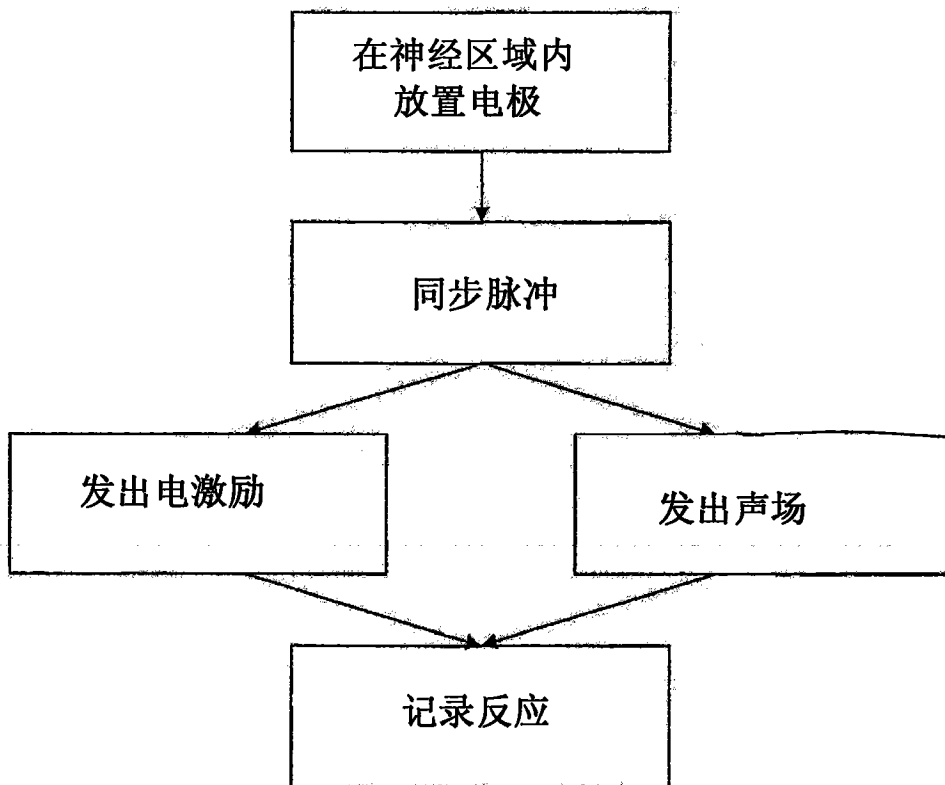 在神经区域内
放置电极
同步脉冲
发出电激励
发出声场
记录反应